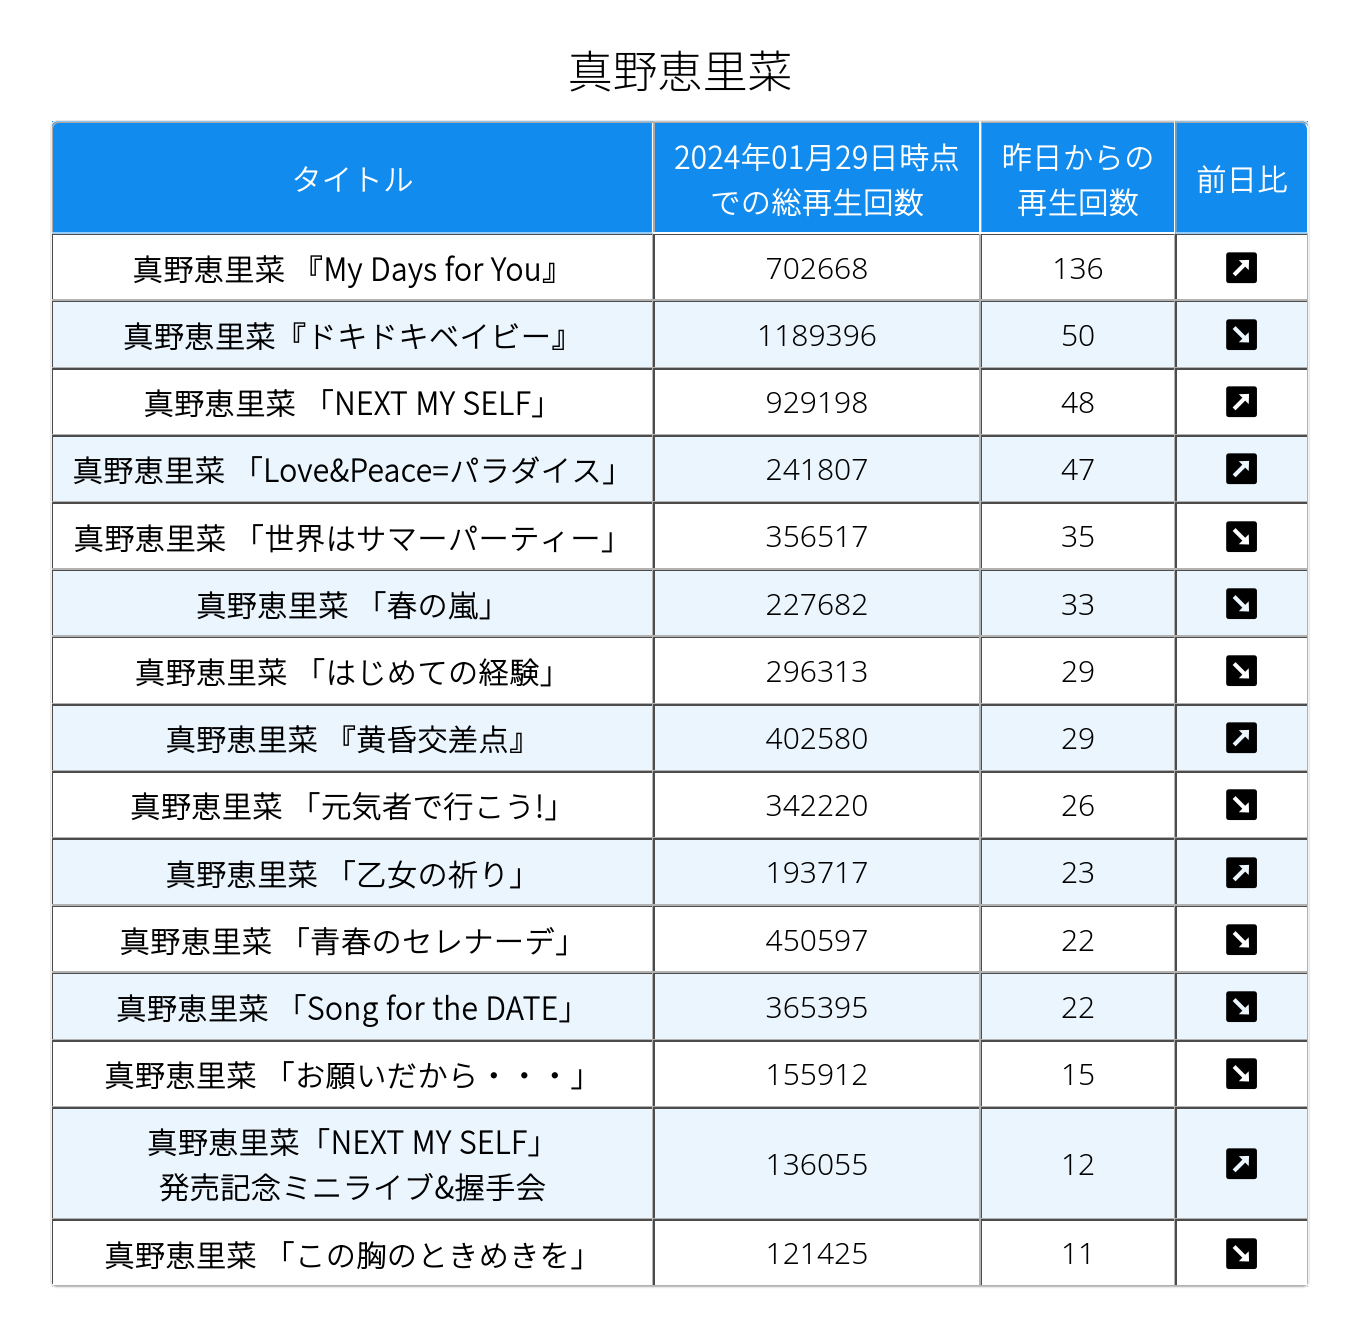 真野恵里菜
タイトル
2024年01月29日時点
での総再生回数
昨日からの
再生回数
前日比
真野恵里菜 『My Days for You』 702668 136 ↗
真野恵里菜『ドキドキベイビー』 1189396 50 ↘
真野恵里菜 「NEXT MY SELF」 929198 48 ↗
真野恵里菜 「Love&Peace=パラダイス」 241807 47 ↗
真野恵里菜 「世界はサマーパーティー」 356517 35 ↘
真野恵里菜 「春の嵐」 227682 33 ↘
真野恵里菜 「はじめての経験」 296313 29 ↘
真野恵里菜 『黄昏交差点』 402580 29 ↗
真野恵里菜 「元気者で行こう!」 342220 26 ↘
真野恵里菜 「乙女の祈り」 193717 23 ↗
真野恵里菜 「青春のセレナーデ」 450597 22 ↘
真野恵里菜 「Song for the DATE」 365395 22 ↘
真野恵里菜 「お願いだから・・・」 155912 15 ↘
真野恵里菜「NEXT MY SELF」
発売記念ミニライブ&握手会 136055 12 ↗
真野恵里菜 「この胸のときめきを」 121425 11 ↘